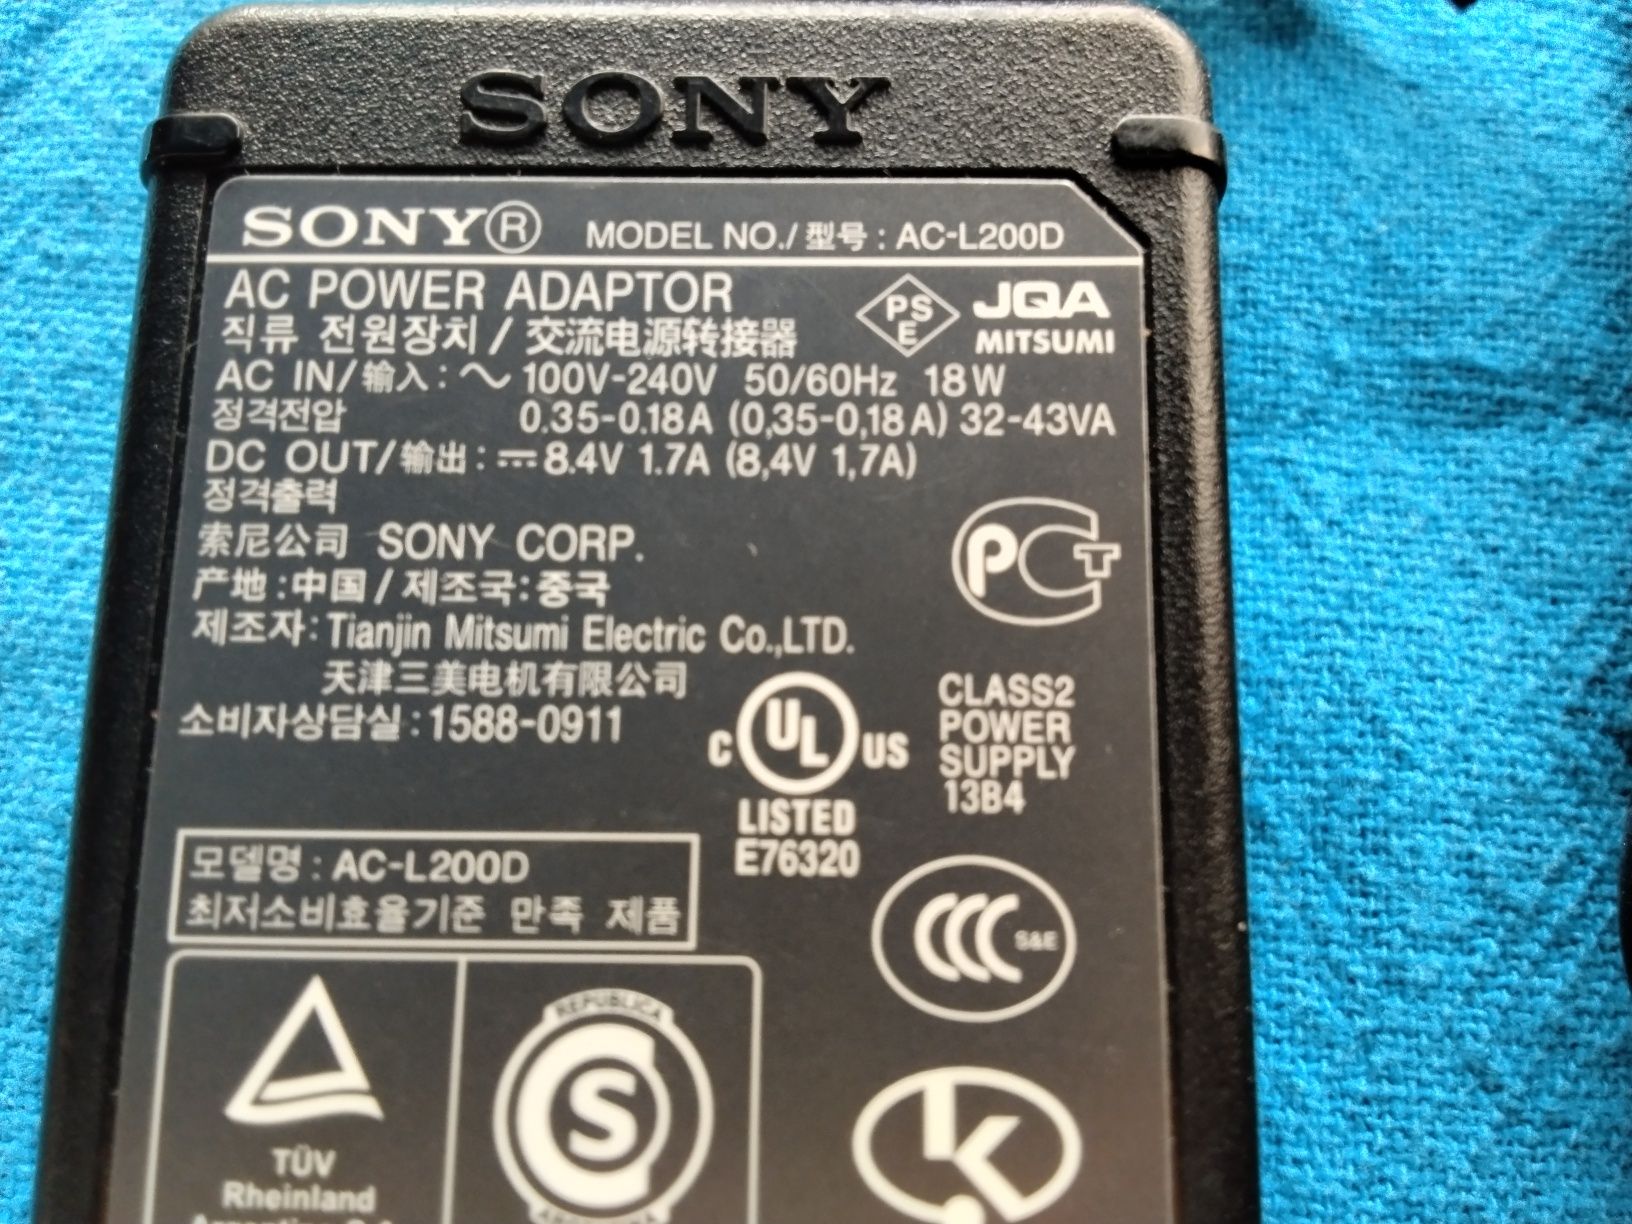 SONY
SONY® MODEL NO./型号: AC-L200D
AC POWER ADAPTOR
직류 전원장치/交流电源转接器
PS
E
JQA
MITSUMI
AC IN/输入: ~ 100V-240V 50/60Hz 18W
정격전압 0.35-0.18A (0,35-0,18A) 32-43VA
DC OUT/输出: ⎓ 8.4V 1.7A (8,4V 1,7A)
정격출력
索尼公司 SONY CORP.
产地:中国/제조국:중국
PCT
제조자: Tianjin Mitsumi Electric Co.,LTD.
天津三美电机有限公司
소비자상담실:1588-0911
C UL US
LISTED
E76320
CLASS2
POWER
SUPPLY
13B4
모델명: AC-L200D
최저소비효율기준 만족 제품
CCC S&E
TÜV
Rheinland
REPUBLICA
S
K